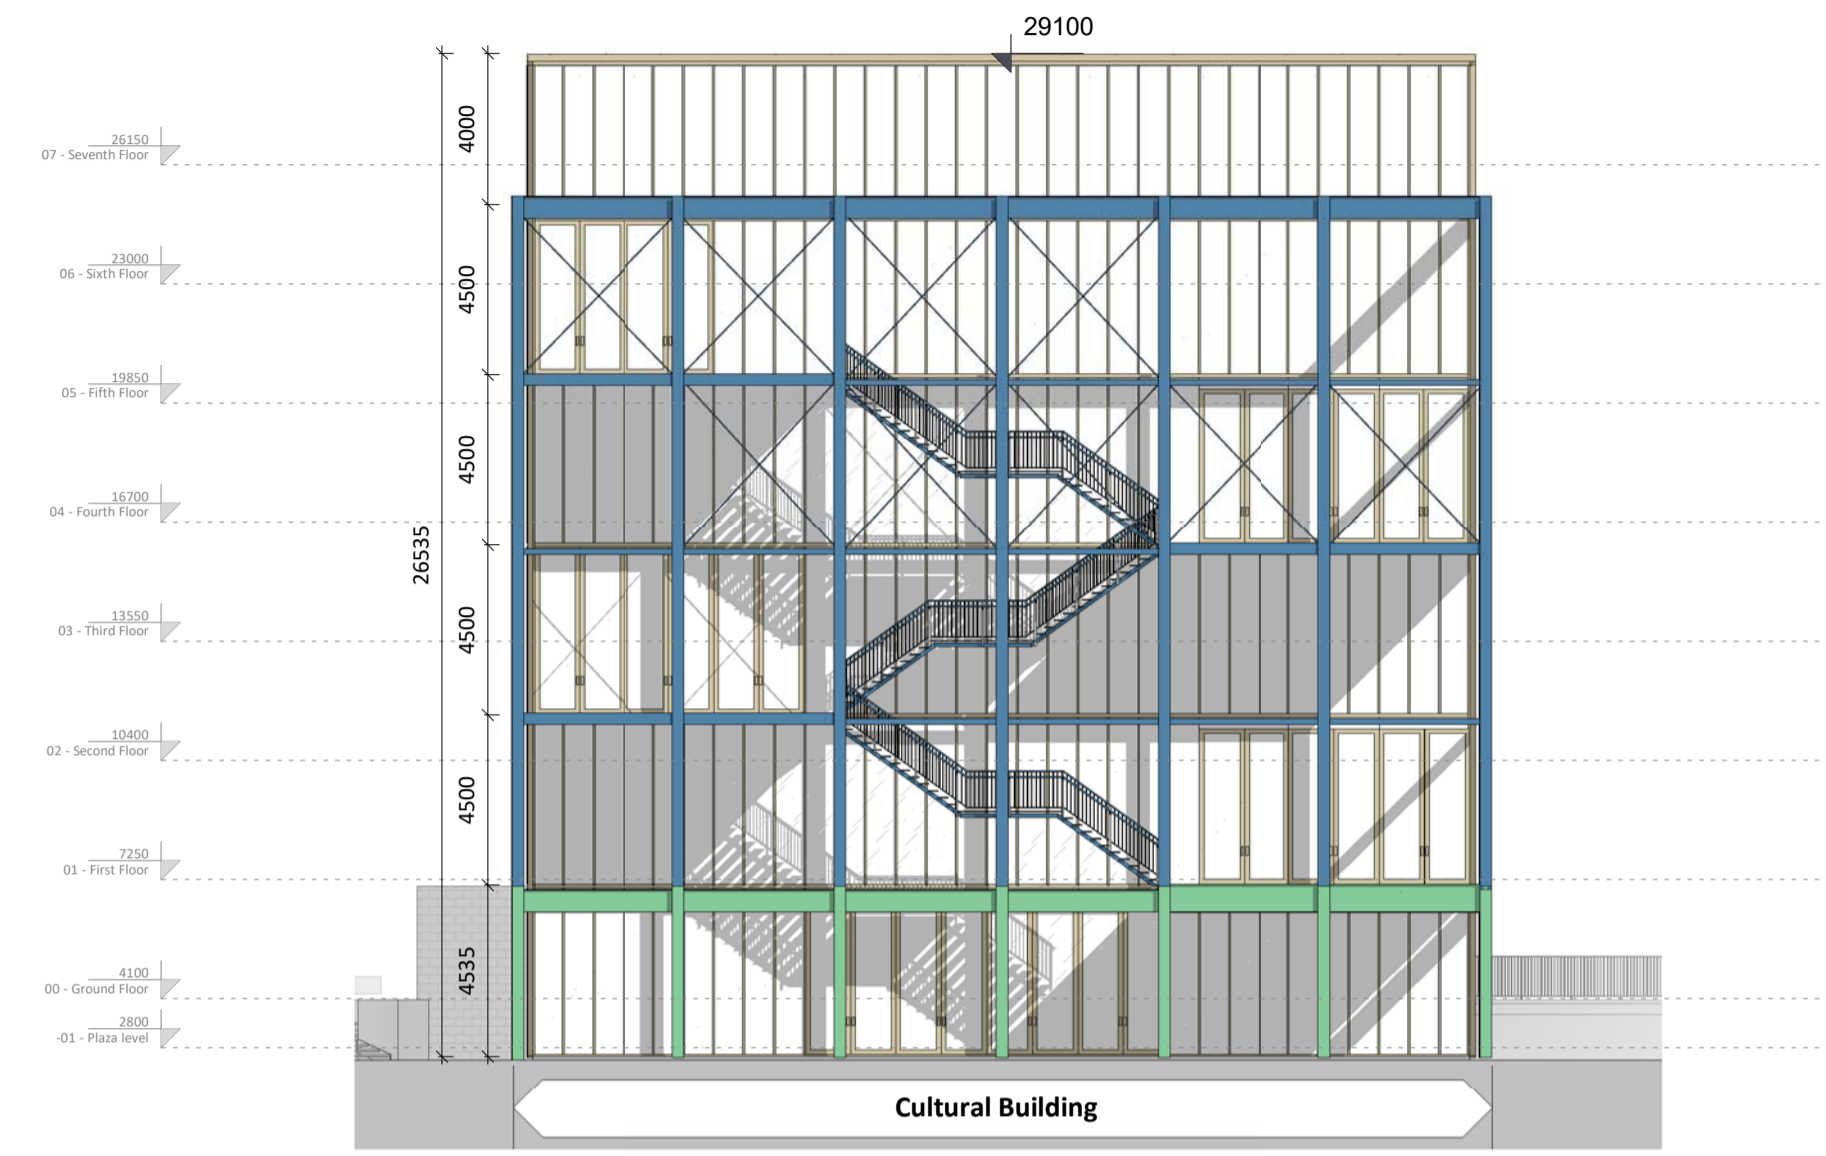 29100
4000
26150
07 - Seventh Floor
23000
06 - Sixth Floor
4500
19850
05 - Fifth Floor
4500
16700
04 - Fourth Floor
26535
13550
03 - Third Floor
4500
10400
02 - Second Floor
4500
7250
01 - First Floor
4535
4100
00 - Ground Floor
2800
-01 - Plaza level
Cultural Building